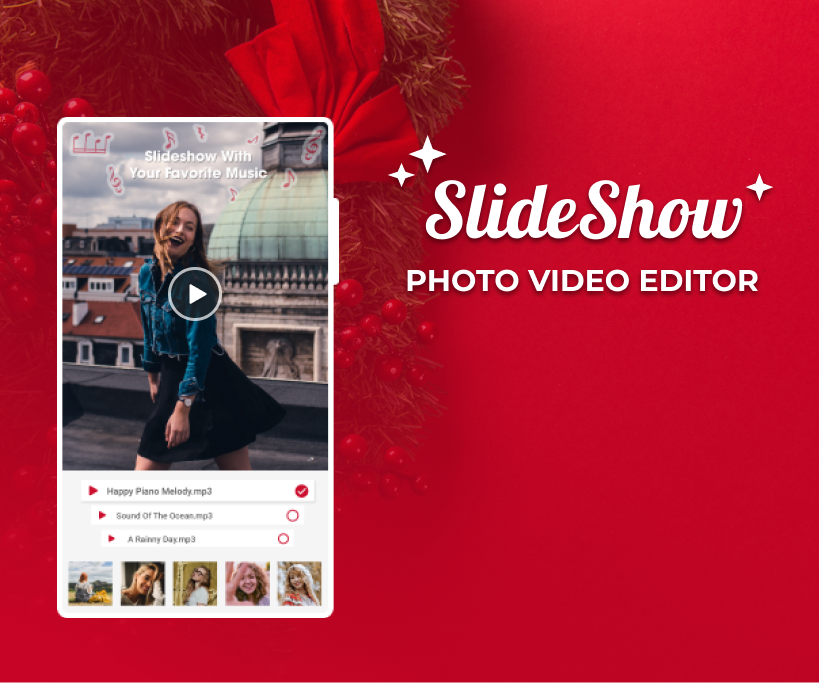 Slideshow With
Your Favorite Music
SlideShow
PHOTO VIDEO EDITOR
Happy Piano Melody.mp3
Sound Of The Ocean.mp3
A Rainny Day.mp3